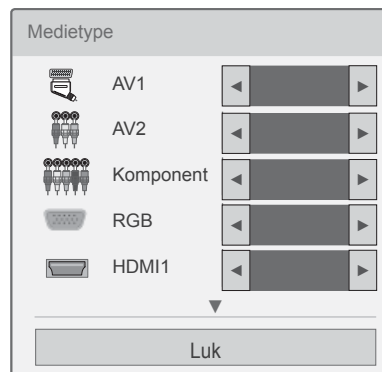 Medietype
AV1
AV2
Komponent
RGB
HDMI1
Luk